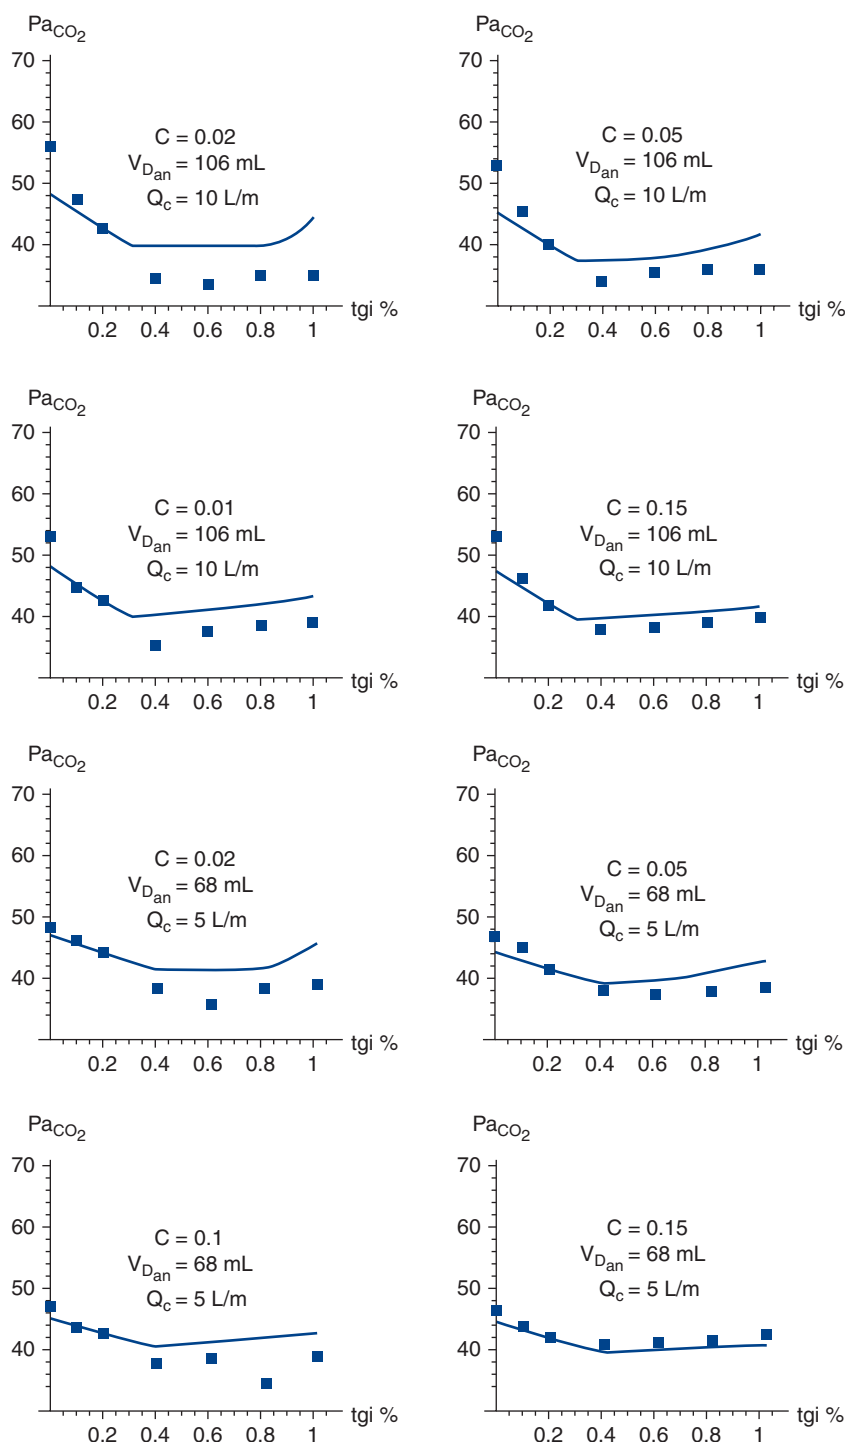 PaCO2
70
60
50
40
C = 0.02
VDan = 106 mL
Qc = 10 L/m
0.2 0.4 0.6 0.8 1
tgi %
PaCO2
70
60
50
40
C = 0.05
VDan = 106 mL
Qc = 10 L/m
0.2 0.4 0.6 0.8 1
tgi %
PaCO2
70
60
50
40
C = 0.01
VDan = 106 mL
Qc = 10 L/m
0.2 0.4 0.6 0.8 1
tgi %
PaCO2
70
60
50
40
C = 0.15
VDan = 106 mL
Qc = 10 L/m
0.2 0.4 0.6 0.8 1
tgi %
PaCO2
70
60
50
40
C = 0.02
VDan = 68 mL
Qc = 5 L/m
0.2 0.4 0.6 0.8 1
tgi %
PaCO2
70
60
50
40
C = 0.05
VDan = 68 mL
Qc = 5 L/m
0.2 0.4 0.6 0.8 1
tgi %
PaCO2
70
60
50
40
C = 0.1
VDan = 68 mL
Qc = 5 L/m
0.2 0.4 0.6 0.8 1
tgi %
PaCO2
70
60
50
40
C = 0.15
VDan = 68 mL
Qc = 5 L/m
0.2 0.4 0.6 0.8 1
tgi %